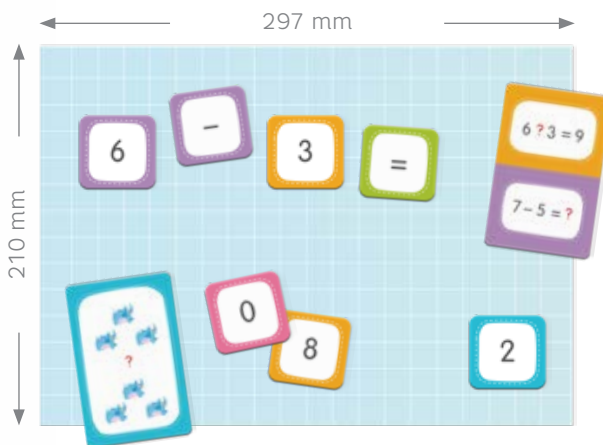 297 mm
210 mm
6
–
3
=
6 ? 3 = 9
7 – 5 = ?
?
0
8
2